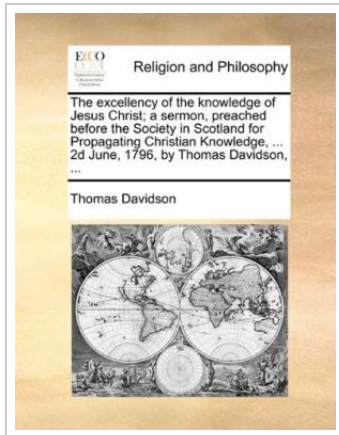 ECCO
Religion and Philosophy
The excellency of the knowledge of
Jesus Christ; a sermon, preached
before the Society in Scotland for
Propagating Christian Knowledge, ...
2d June, 1796, by Thomas Davidson,
...
Thomas Davidson